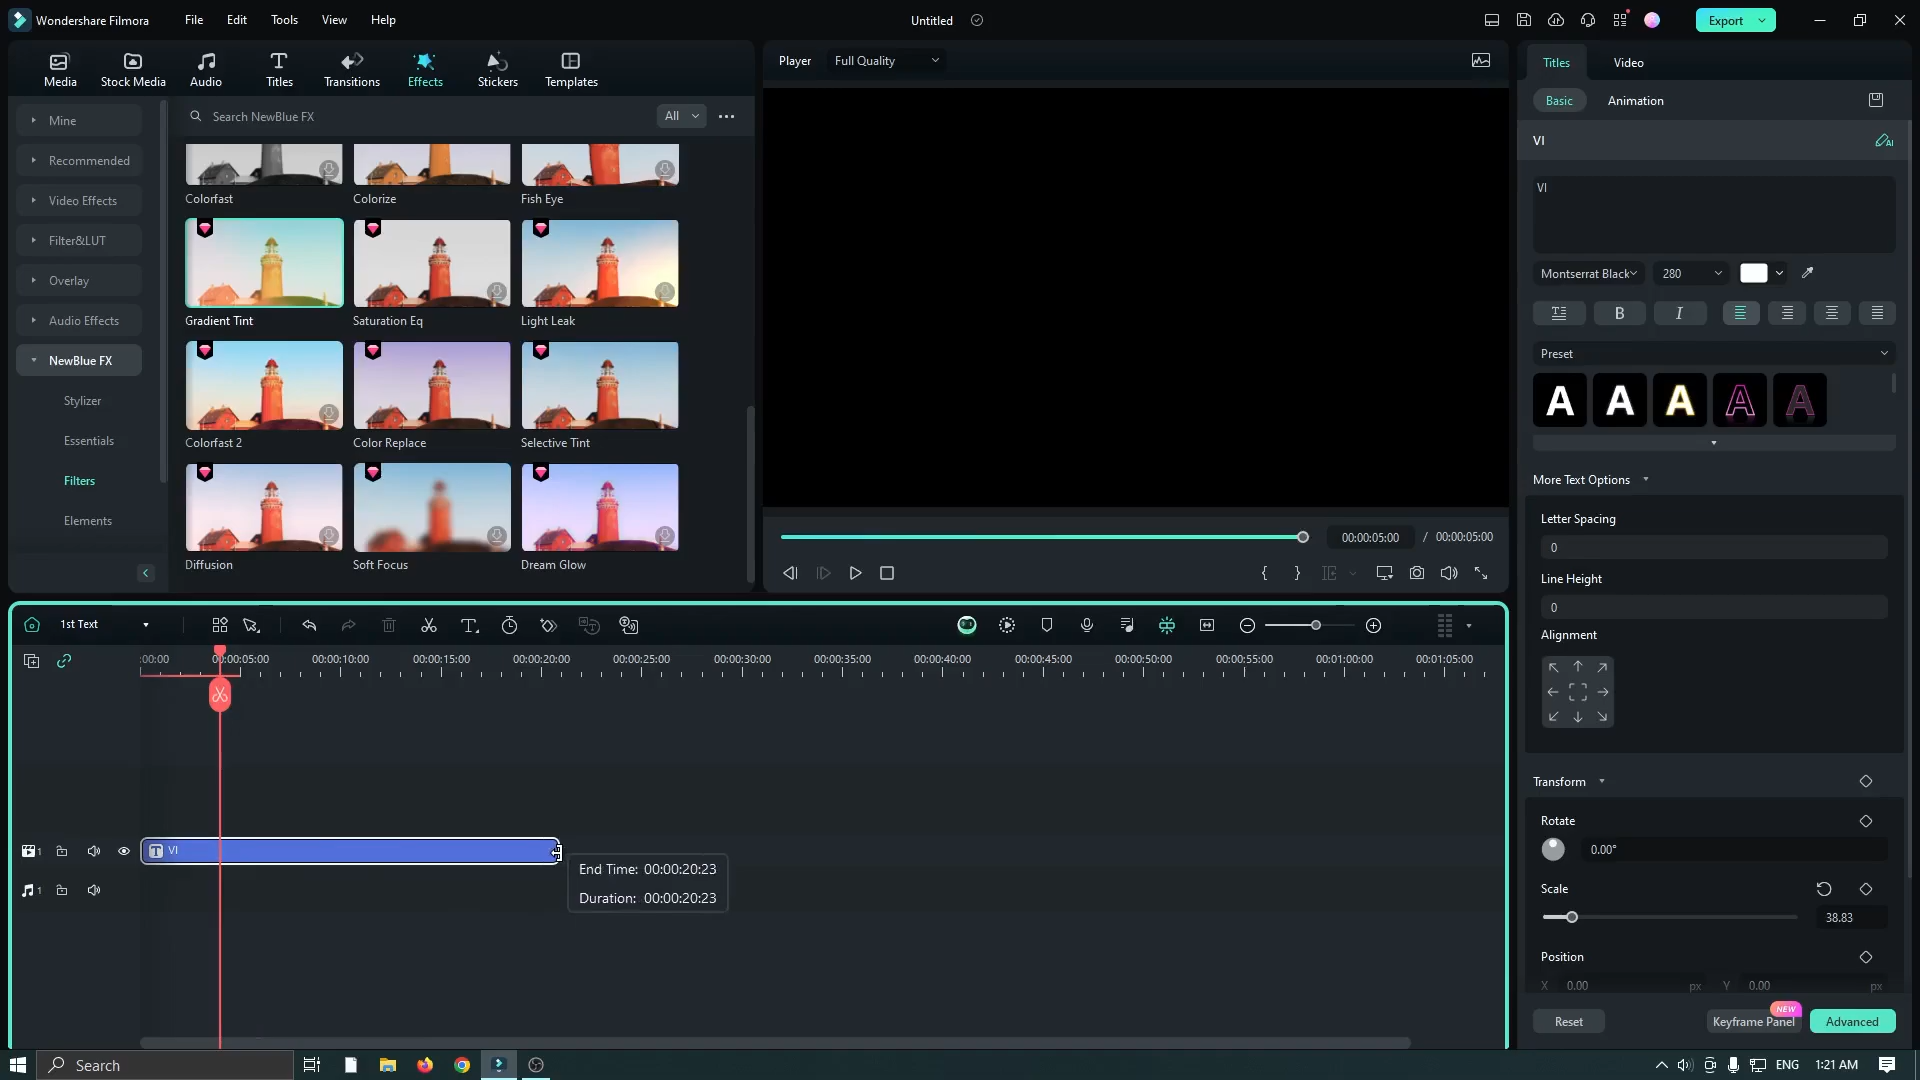 Wondershare Filmora
File
Edit
Tools
View
Help
Untitled
Export
Media
Stock Media
Audio
Titles
Transitions
Effects
Stickers
Templates
Player
Full Quality
Titles
Video
Basic
Animation
Mine
Recommended
Video Effects
Filter&LUT
Overlay
Audio Effects
NewBlue FX
Stylizer
Essentials
Filters
Elements
Search NewBlue FX
All
Colorfast
Colorize
Fish Eye
Gradient Tint
Saturation Eq
Light Leak
Colorfast 2
Color Replace
Selective Tint
Diffusion
Soft Focus
Dream Glow
00:00:05:00 / 00:00:05:00
VI
AI
VI
Montserrat Black
280
B
I
Preset
A A A A A
More Text Options
Letter Spacing
0
Line Height
0
Alignment
Transform
Rotate
0.00°
Scale
38.83
Position
X 0.00 px Y 0.00 px
NEW
Reset
Keyframe Panel
Advanced
1st Text
:00:00 00:00:05:00 00:00:10:00 00:00:15:00 00:00:20:00 00:00:25:00 00:00:30:00 00:00:35:00 00:00:40:00 00:00:45:00 00:00:50:00 00:00:55:00 00:01:00:00 00:01:05:00
1
T VI
End Time: 00:00:20:23
Duration: 00:00:20:23
1
Search
ENG
1:21 AM